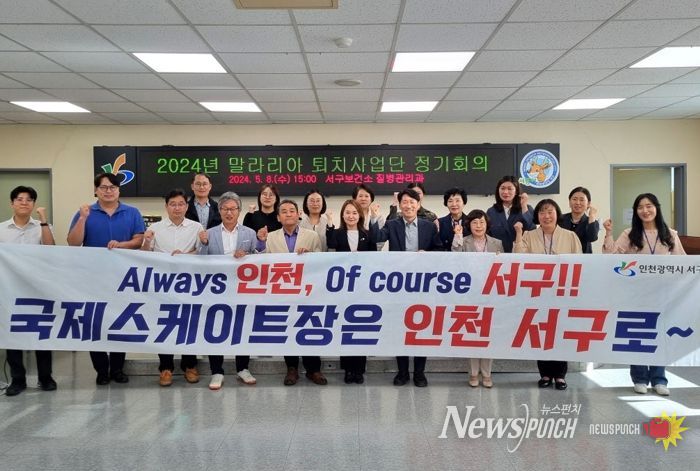 2024년 말라리아 퇴치사업단 정기회의
2024. 5. 8.(수) 15:00 서구보건소 질병관리과
Always 인천, Of course 서구!!
인천광역시 서구
국제스케이트장은 인천 서구로~
뉴스펀치
NewsPunch
NEWSPUNCH